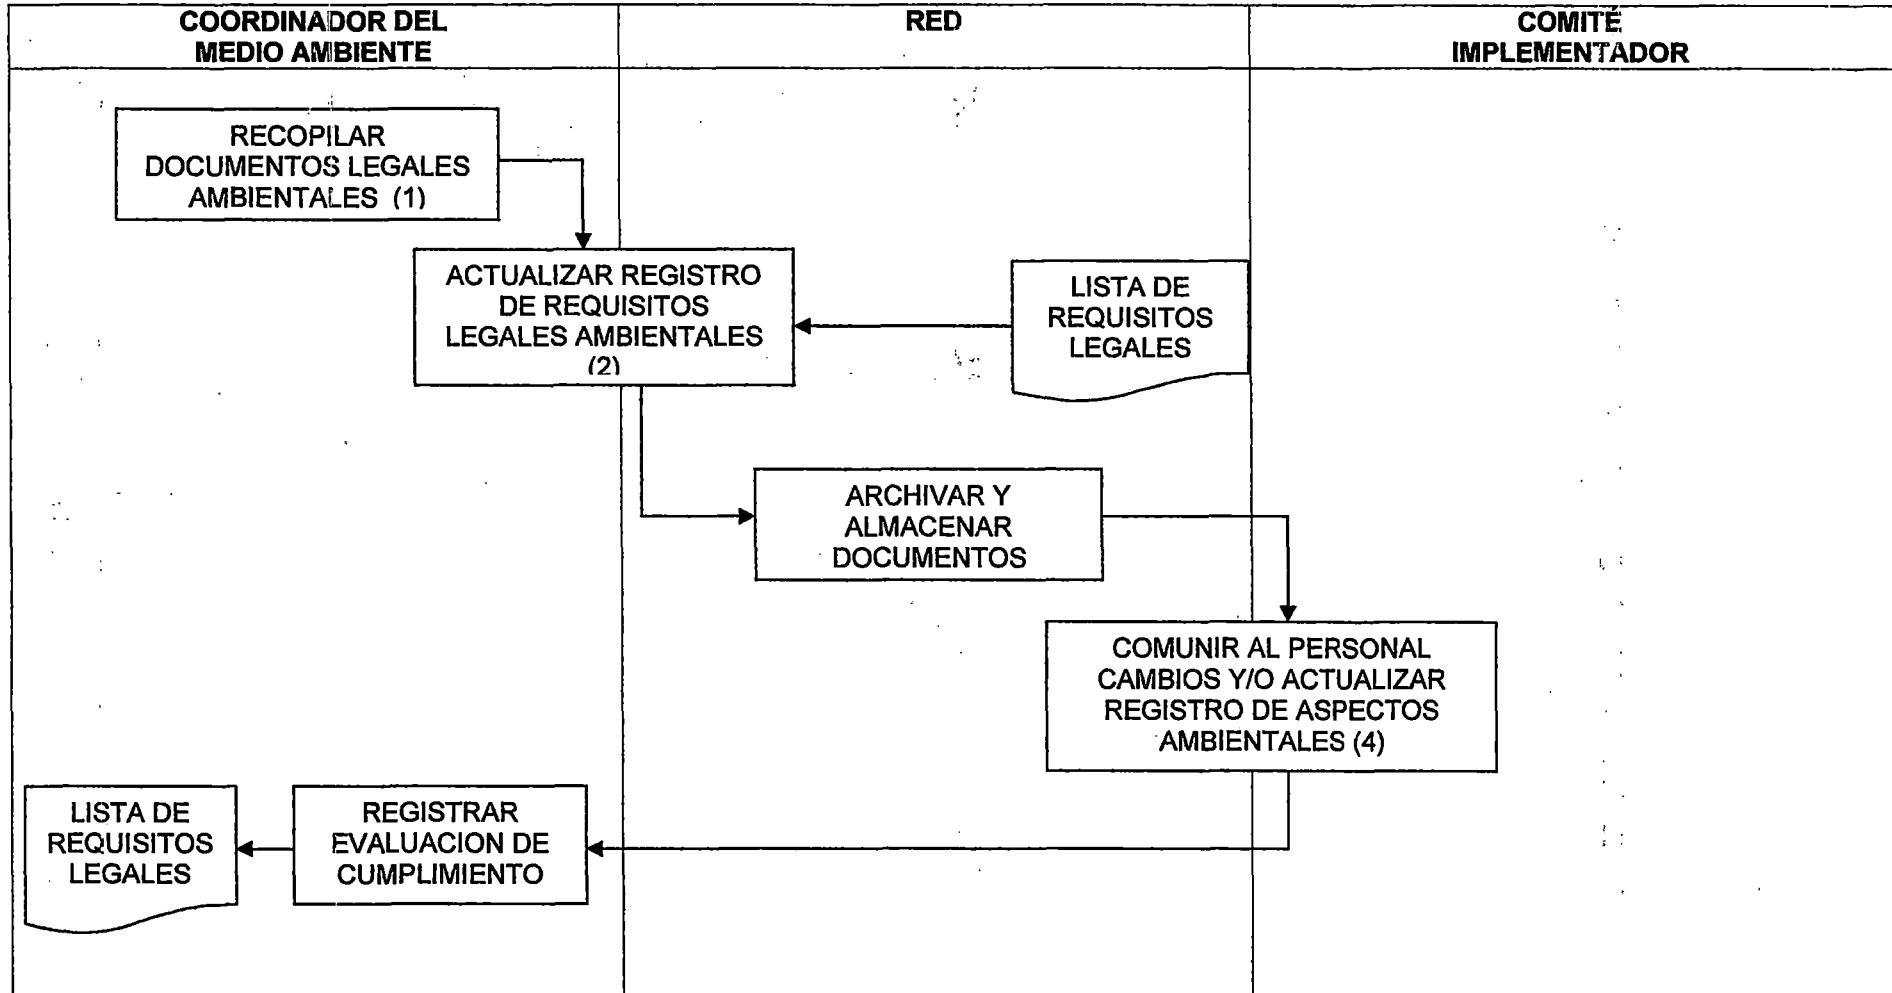 COORDINADOR DEL
MEDIO AMBIENTE
RED
COMITÉ
IMPLEMENTADOR
RECOPILAR
DOCUMENTOS LEGALES
AMBIENTALES (1)
ACTUALIZAR REGISTRO
DE REQUISITOS
LEGALES AMBIENTALES
(2)
LISTA DE
REQUISITOS
LEGALES
ARCHIVAR Y
ALMACENAR
DOCUMENTOS
COMUNIR AL PERSONAL
CAMBIOS Y/O ACTUALIZAR
REGISTRO DE ASPECTOS
AMBIENTALES (4)
LISTA DE
REQUISITOS
LEGALES
REGISTRAR
EVALUACION DE
CUMPLIMIENTO